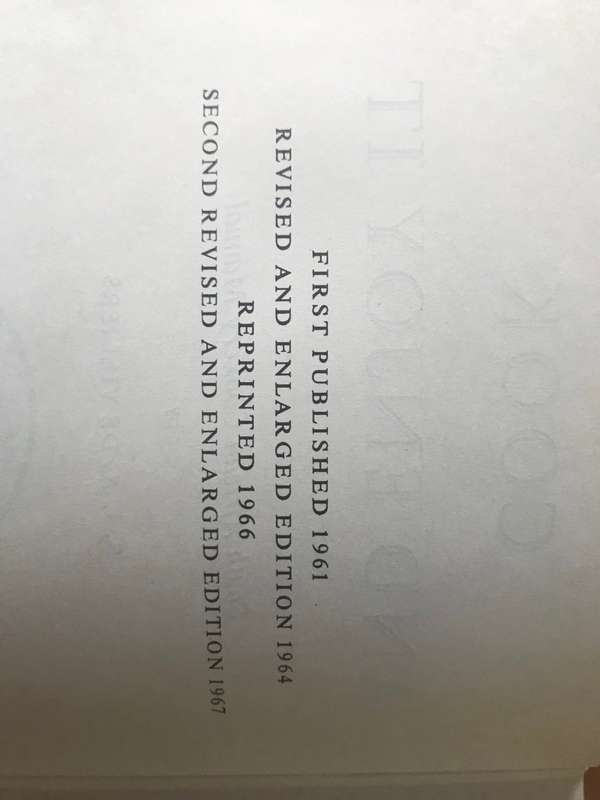 FIRST PUBLISHED 1961
REVISED AND ENLARGED EDITION 1964
REPRINTED 1966
SECOND REVISED AND ENLARGED EDITION 1967